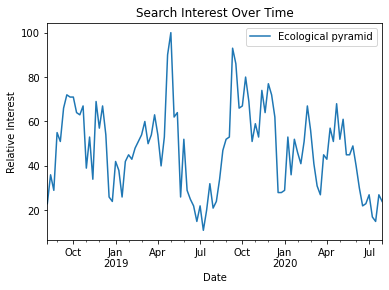 Search Interest Over Time
Ecological pyramid
Relative Interest
100
80
60
40
20
Oct Jan Apr Jul Oct Jan Apr Jul
2019 2020
Date